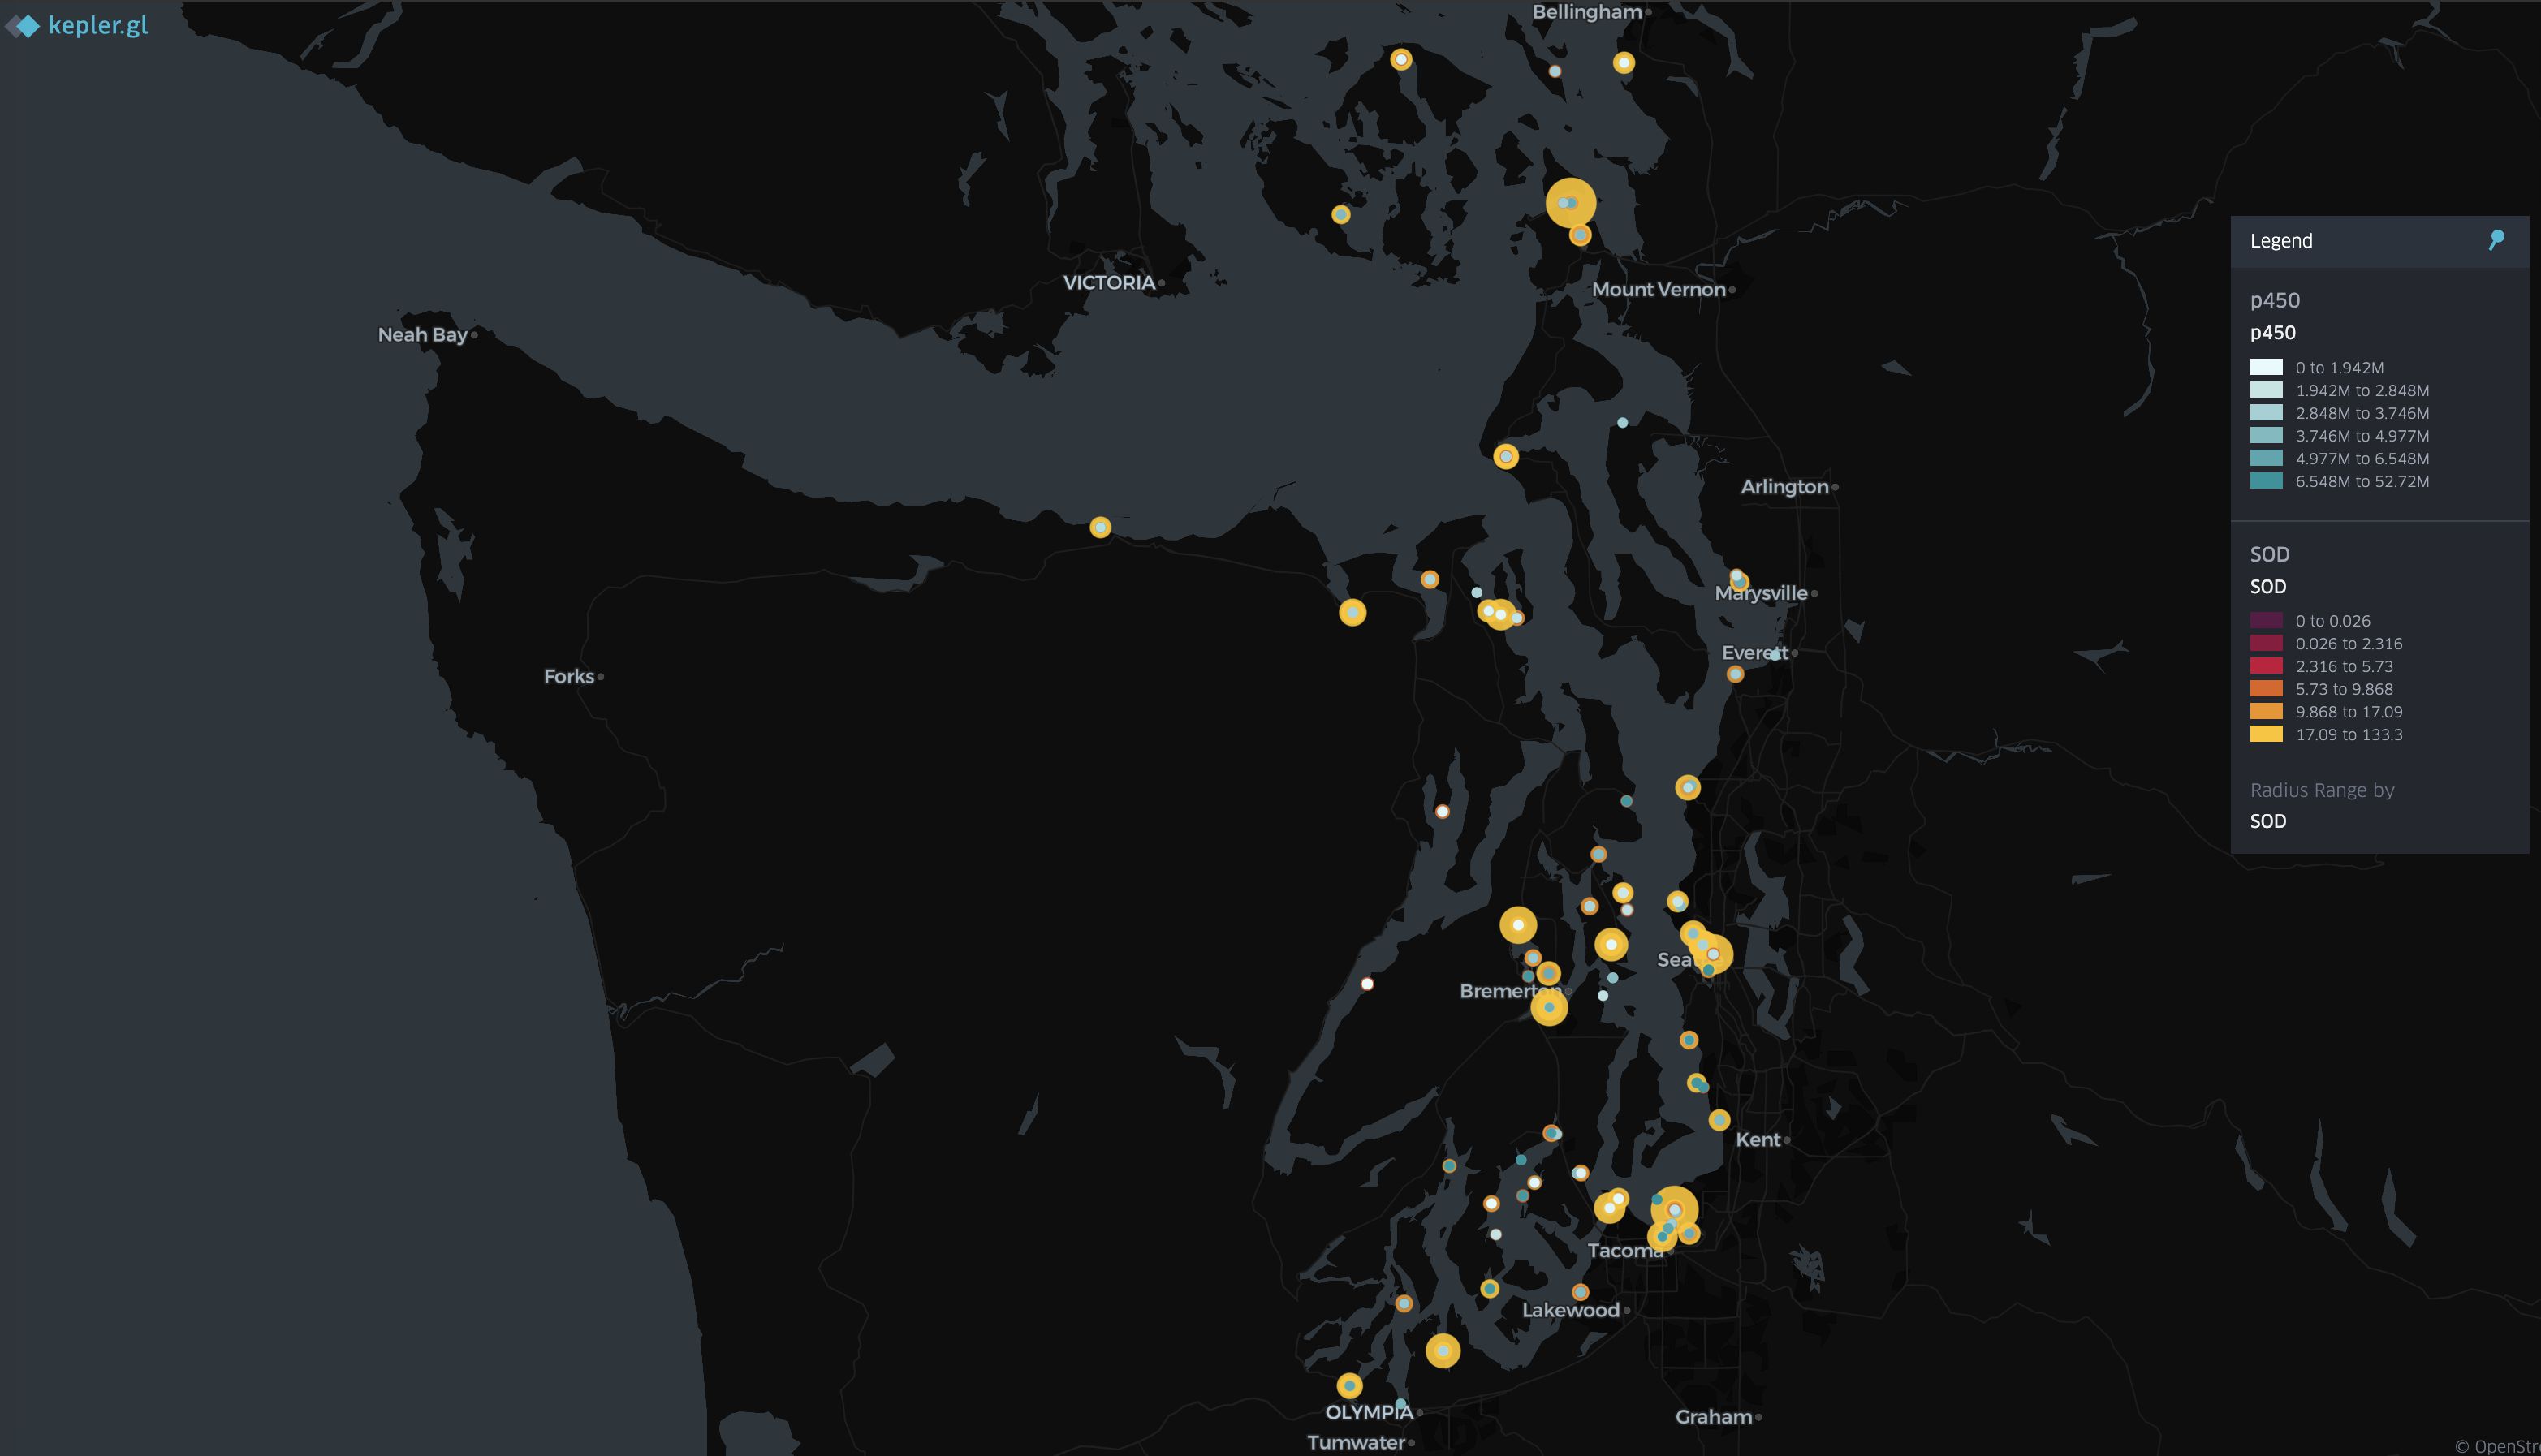 kepler.gl
Bellingham
VICTORIA
Mount Vernon
Neah Bay
Arlington
Marysville
Everett
Forks
Bremerton
Kent
Tacoma
Lakewood
OLYMPIA
Graham
Tumwater
Legend
p450
p450
0 to 1.942M
1.942M to 2.848M
2.848M to 3.746M
3.746M to 4.977M
4.977M to 6.548M
6.548M to 52.72M
SOD
SOD
0 to 0.026
0.026 to 2.316
2.316 to 5.73
5.73 to 9.868
9.868 to 17.09
17.09 to 133.3
Radius Range by
SOD